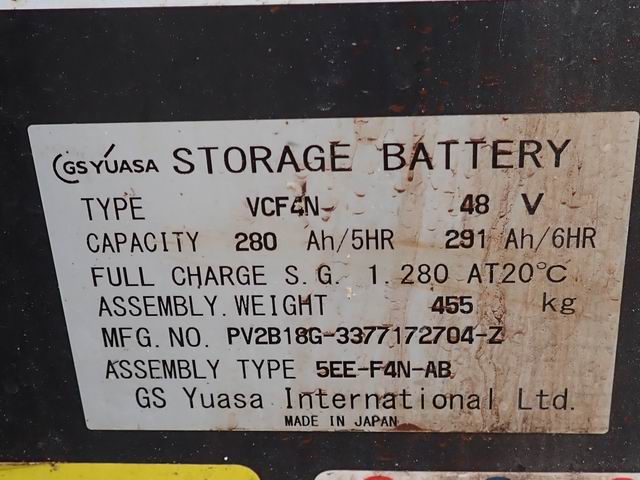 GS YUASA STORAGE BATTERY
TYPE VCF4N 48 V
CAPACITY 280 Ah/5HR 291 Ah/6HR
FULL CHARGE S.G. 1.280 AT20℃
ASSEMBLY.WEIGHT 455 kg
MFG.NO. PV2B18G-3377172704-Z
ASSEMBLY TYPE 5EE-F4N-AB
GS Yuasa International Ltd.
MADE IN JAPAN